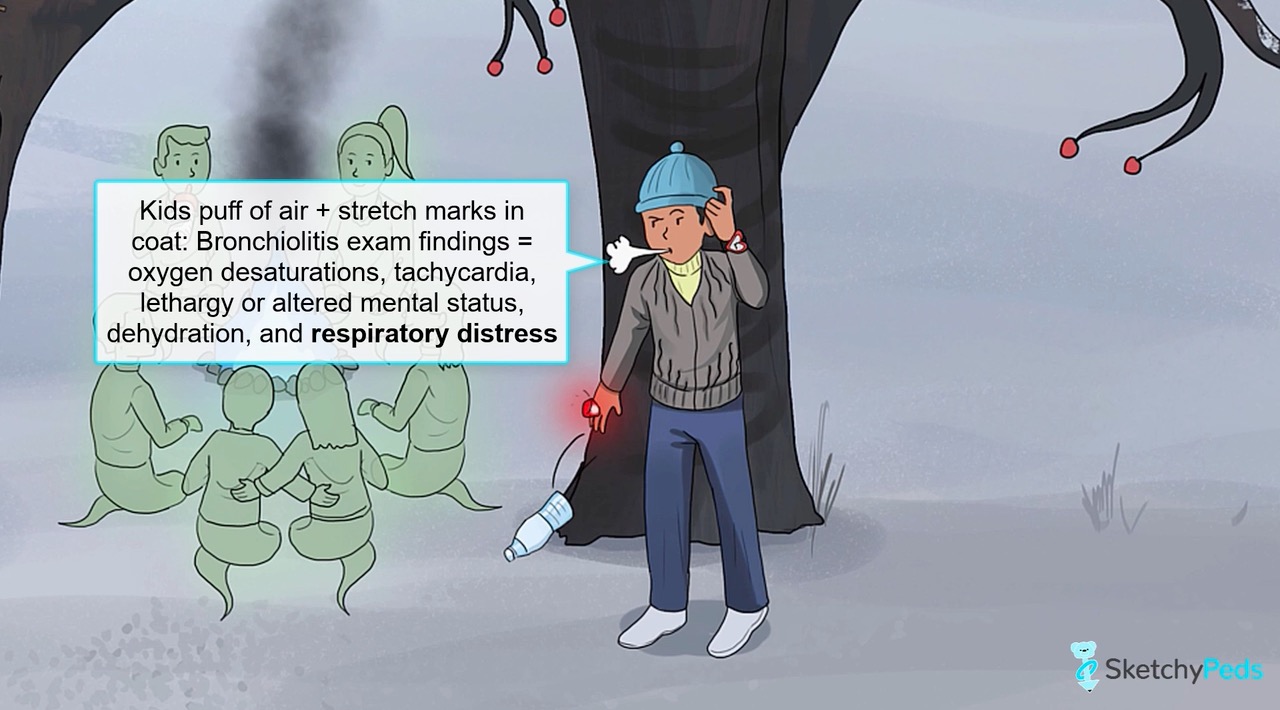 Kids puff of air + stretch marks in
coat: Bronchiolitis exam findings =
oxygen desaturations, tachycardia,
lethargy or altered mental status,
dehydration, and respiratory distress
SketchyPeds